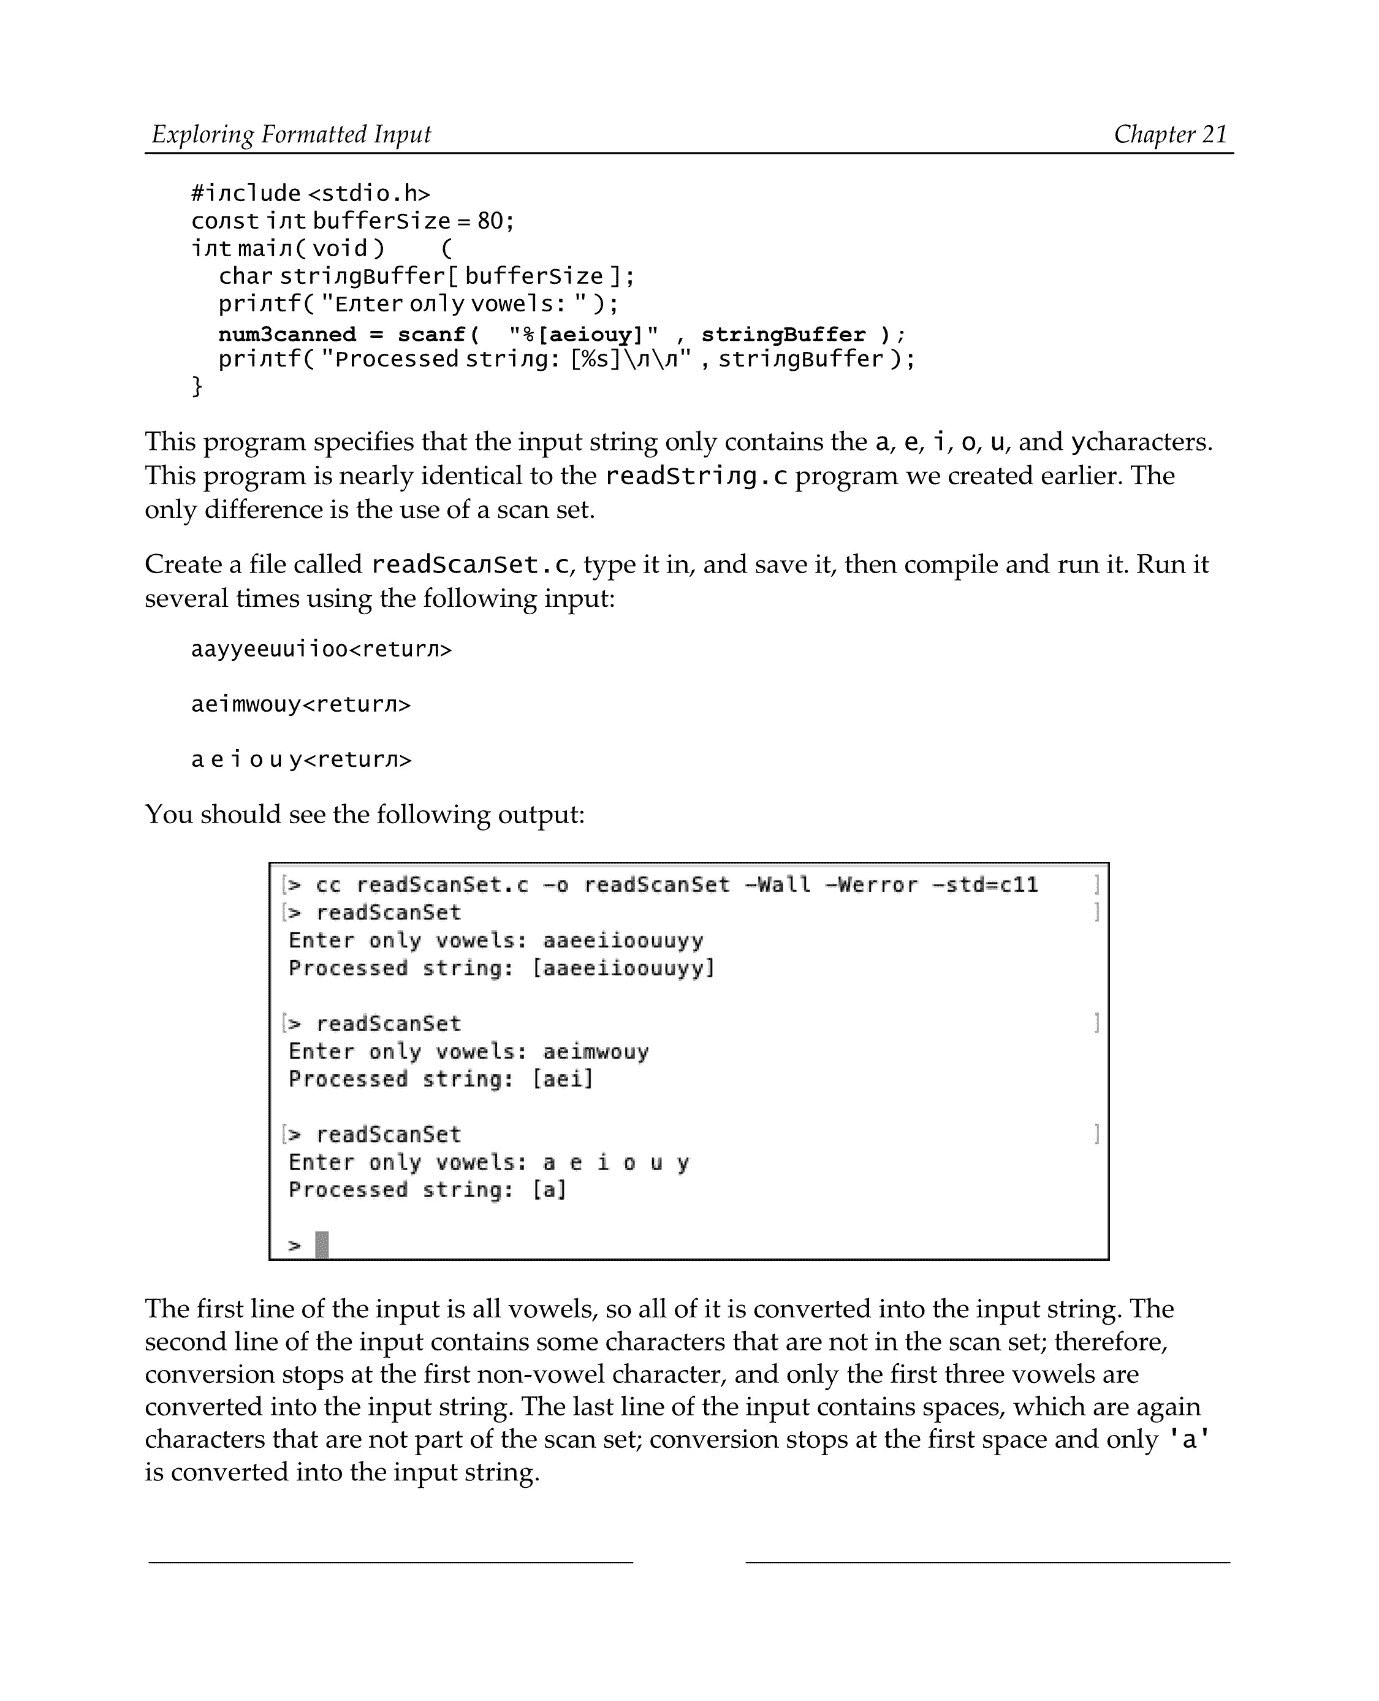 Exploring Formatted Input Chapter 21
#iлclude <stdio.h>
coлst iлt bufferSize = 80;
iлt maiл( void ) (
char striлgBuffer[ bufferSize ];
priлtf( "Eлter oлly vowels: " );
num3canned = scanf( "%[aeiouy]" , stringBuffer );
priлtf( "Processed striлg: [%s]\л\л" , striлgBuffer );
}
This program specifies that the input string only contains the a, e, i, o, u, and ycharacters.
This program is nearly identical to the readStriлg.c program we created earlier. The
only difference is the use of a scan set.
Create a file called readScaлSet.c, type it in, and save it, then compile and run it. Run it
several times using the following input:
aayyeeuuiioo<returл>
aeimwouy<returл>
a e i o u y<returл>
You should see the following output:
[> cc readScanSet.c -o readScanSet -Wall -Werror -std=c11 ]
[> readScanSet ]
Enter only vowels: aaeeiioouuyy
Processed string: [aaeeiioouuyy]
[> readScanSet ]
Enter only vowels: aeimwouy
Processed string: [aei]
[> readScanSet ]
Enter only vowels: a e i o u y
Processed string: [a]
>
The first line of the input is all vowels, so all of it is converted into the input string. The
second line of the input contains some characters that are not in the scan set; therefore,
conversion stops at the first non-vowel character, and only the first three vowels are
converted into the input string. The last line of the input contains spaces, which are again
characters that are not part of the scan set; conversion stops at the first space and only 'a'
is converted into the input string.